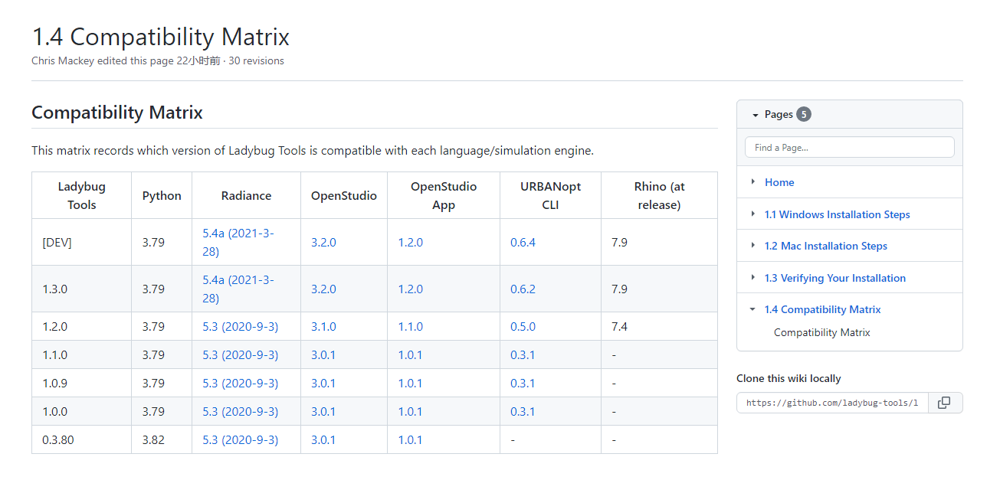 1.4 Compatibility Matrix
Chris Mackey edited this page 22小时前 · 30 revisions
Compatibility Matrix
This matrix records which version of Ladybug Tools is compatible with each language/simulation engine.
Ladybug Tools | Python | Radiance | OpenStudio | OpenStudio App | URBANopt CLI | Rhino (at release)
[DEV] | 3.79 | 5.4a (2021-3-28) | 3.2.0 | 1.2.0 | 0.6.4 | 7.9
1.3.0 | 3.79 | 5.4a (2021-3-28) | 3.2.0 | 1.2.0 | 0.6.2 | 7.9
1.2.0 | 3.79 | 5.3 (2020-9-3) | 3.1.0 | 1.1.0 | 0.5.0 | 7.4
1.1.0 | 3.79 | 5.3 (2020-9-3) | 3.0.1 | 1.0.1 | 0.3.1 | -
1.0.9 | 3.79 | 5.3 (2020-9-3) | 3.0.1 | 1.0.1 | 0.3.1 | -
1.0.0 | 3.79 | 5.3 (2020-9-3) | 3.0.1 | 1.0.1 | 0.3.1 | -
0.3.80 | 3.82 | 5.3 (2020-9-3) | 3.0.1 | 1.0.1 | - | -
Pages 5
Find a Page...
Home
1.1 Windows Installation Steps
1.2 Mac Installation Steps
1.3 Verifying Your Installation
1.4 Compatibility Matrix
Compatibility Matrix
Clone this wiki locally
https://github.com/ladybug-tools/l